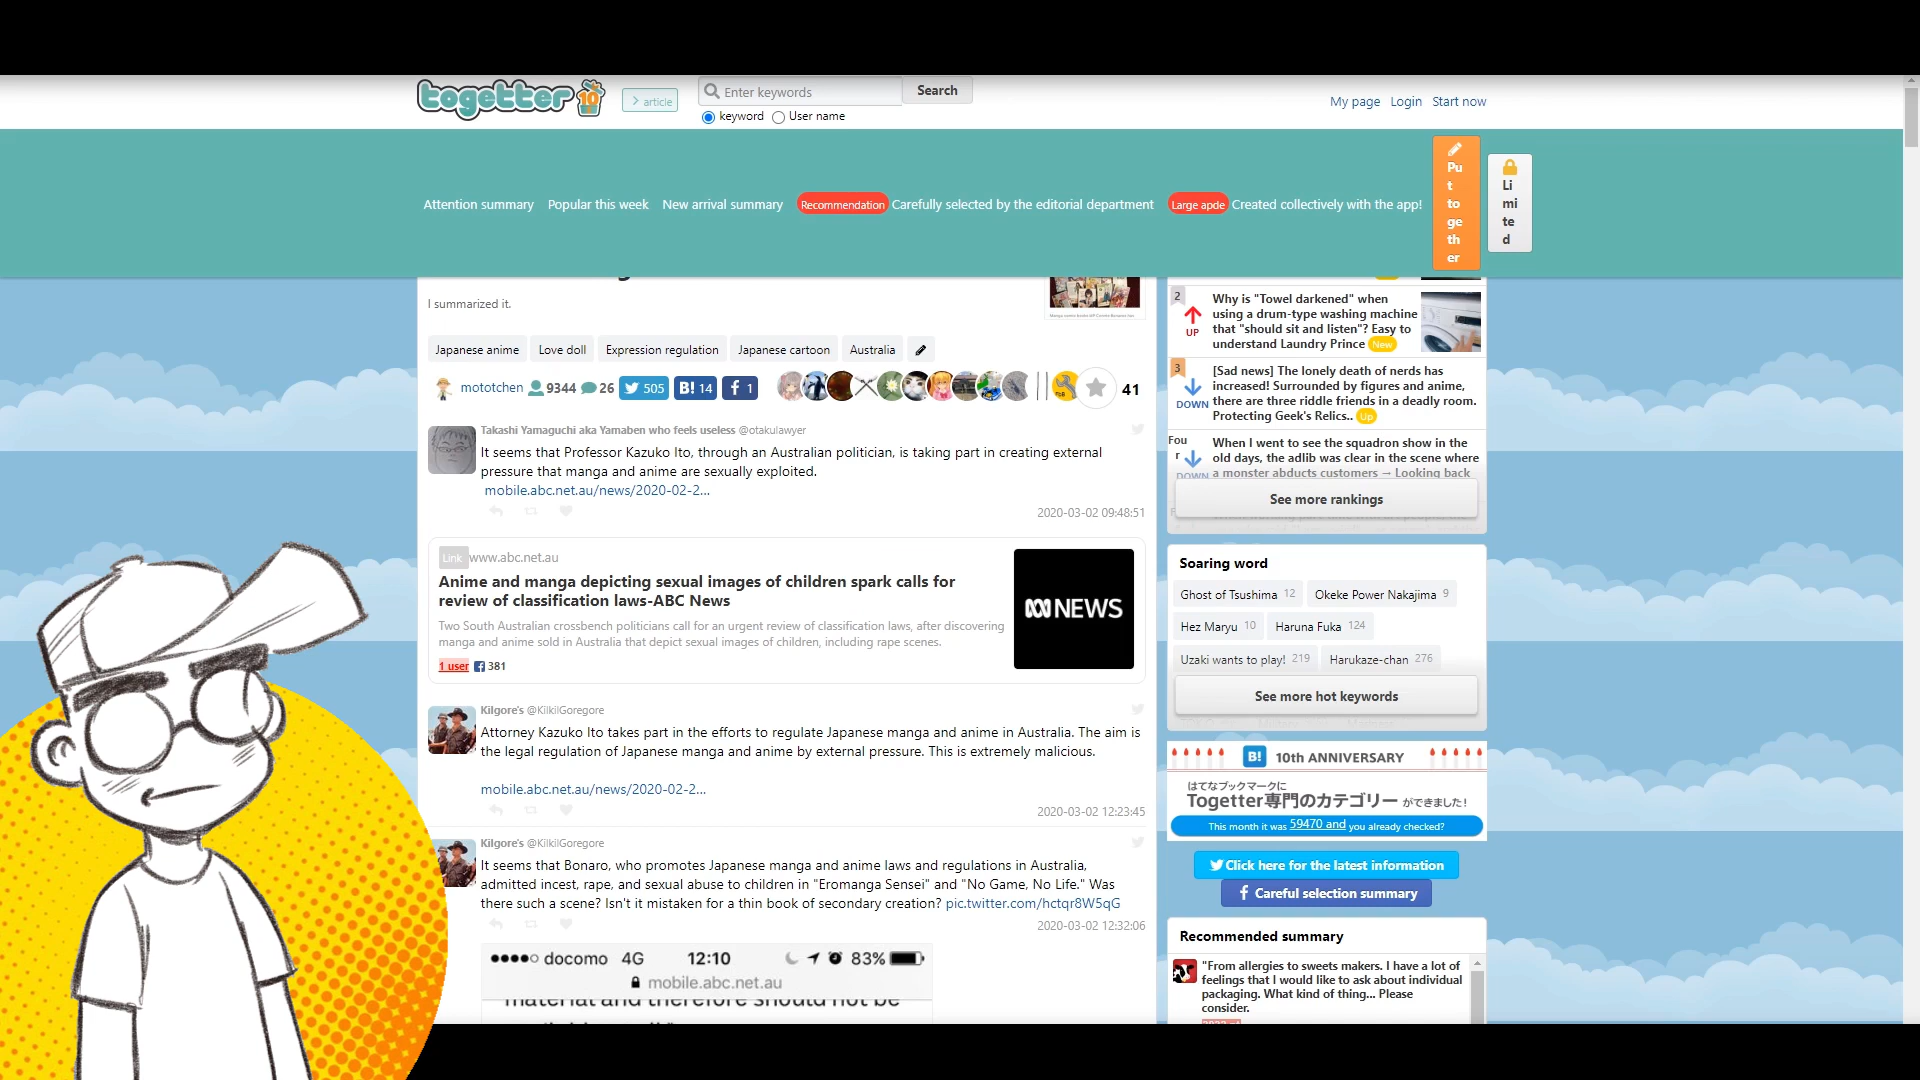 togetter 10
article
Enter keywords
Search
keyword
User name
My page Login Start now
Attention summary Popular this week New arrival summary Recommendation Carefully selected by the editorial department Large apde Created collectively with the app!
Pu
t
to
ge
th
er
Li
mi
te
d
I summarized it.
Japanese anime Love doll Expression regulation Japanese cartoon Australia
mototchen 9344 26 505 B! 14 1 41
Takashi Yamaguchi aka Yamaben who feels useless @otakulawyer
It seems that Professor Kazuko Ito, through an Australian politician, is taking part in creating external
pressure that manga and anime are sexually exploited.
mobile.abc.net.au/news/2020-02-2...
2020-03-02 09:48:51
Link www.abc.net.au
Anime and manga depicting sexual images of children spark calls for
review of classification laws-ABC News
Two South Australian crossbench politicians call for an urgent review of classification laws, after discovering
manga and anime sold in Australia that depict sexual images of children, including rape scenes.
1 user 381
NEWS
Kilgore's @KilkilGoregore
Attorney Kazuko Ito takes part in the efforts to regulate Japanese manga and anime in Australia. The aim is
the legal regulation of Japanese manga and anime by external pressure. This is extremely malicious.
mobile.abc.net.au/news/2020-02-2...
2020-03-02 12:23:45
Kilgore's @KilkilGoregore
It seems that Bonaro, who promotes Japanese manga and anime laws and regulations in Australia,
admitted incest, rape, and sexual abuse to children in "Eromanga Sensei" and "No Game, No Life." Was
there such a scene? Isn't it mistaken for a thin book of secondary creation? pic.twitter.com/hctqr8W5qG
2020-03-02 12:32:06
docomo 4G 12:10 83%
mobile.abc.net.au
material and therefore should not be
2
UP
Why is "Towel darkened" when
using a drum-type washing machine
that "should sit and listen"? Easy to
understand Laundry Prince New
3
DOWN
[Sad news] The lonely death of nerds has
increased! Surrounded by figures and anime,
there are three riddle friends in a deadly room.
Protecting Geek's Relics.. Up
Fou
r
DOWN
When I went to see the squadron show in the
old days, the adlib was clear in the scene where
a monster abducts customers → Looking back
See more rankings
Soaring word
Ghost of Tsushima 12 Okeke Power Nakajima 9
Hez Maryu 10 Haruna Fuka 124
Uzaki wants to play! 219 Harukaze-chan 276
See more hot keywords
B! 10th ANNIVERSARY
はてなブックマークに
Togetter専門のカテゴリー ができました!
This month it was 59470 and you already checked?
Click here for the latest information
Careful selection summary
Recommended summary
"From allergies to sweets makers. I have a lot of
feelings that I would like to ask about individual
packaging. What kind of thing... Please
consider.